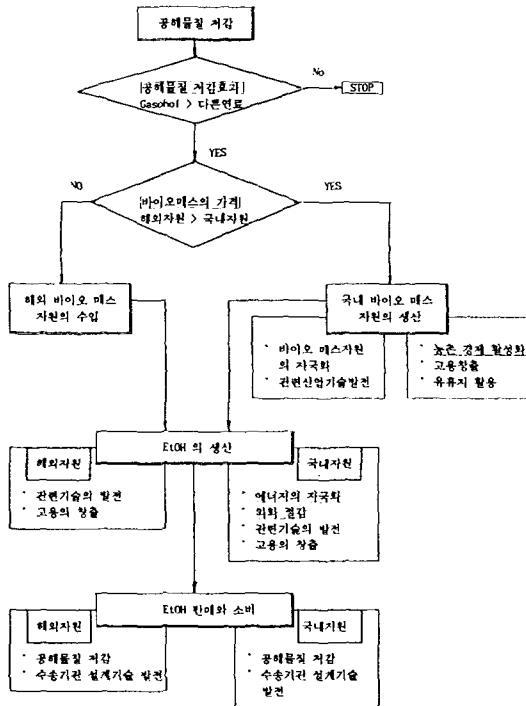 공해물질 저감
[공해물질 저감효과]
Gasohol > 다른연료
No
STOP
YES
[바이오매스의 가격]
해외자원 > 국내자원
NO
YES
해외 바이오 매스
자원의 수입
국내 바이오 매스
자원의 생산
· 바이오 매스자원
의 자국화
· 관련산업기술발전
· 농촌 경제 활성화
· 고용창출
· 유휴지 활용
EtOH 의 생산
해외자원
· 관련기술의 발전
· 고용의 창출
국내자원
· 에너지의 자국화
· 외화 절감
· 관련기술의 발전
· 고용의 창출
EtOH 판매와 소비
해외자원
· 공해물질 저감
· 수송기관 설계기술 발전
국내자원
· 공해물질 저감
· 수송기관 설계기술
발전